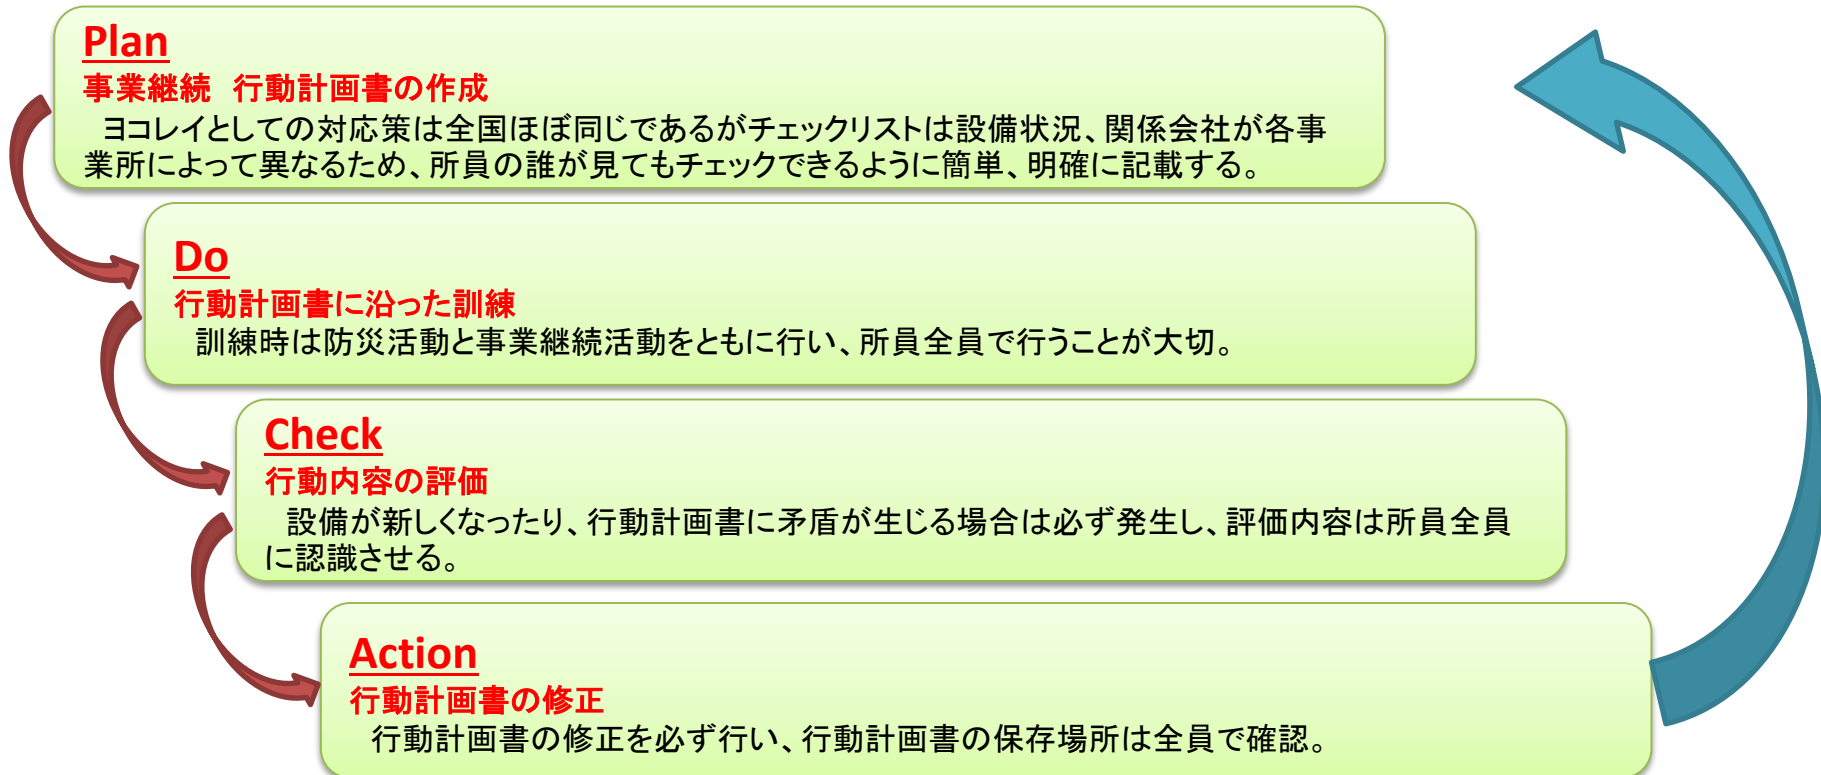 Plan
事業継続　行動計画書の作成
ヨコレイとしての対応策は全国ほぼ同じであるがチェックリストは設備状況、関係会社が各事
業所によって異なるため、所員の誰が見てもチェックできるように簡単、明確に記載する。
Do
行動計画書に沿った訓練
訓練時は防災活動と事業継続活動をともに行い、所員全員で行うことが大切。
Check
行動内容の評価
設備が新しくなったり、行動計画書に矛盾が生じる場合は必ず発生し、評価内容は所員全員
に認識させる。
Action
行動計画書の修正
行動計画書の修正を必ず行い、行動計画書の保存場所は全員で確認。